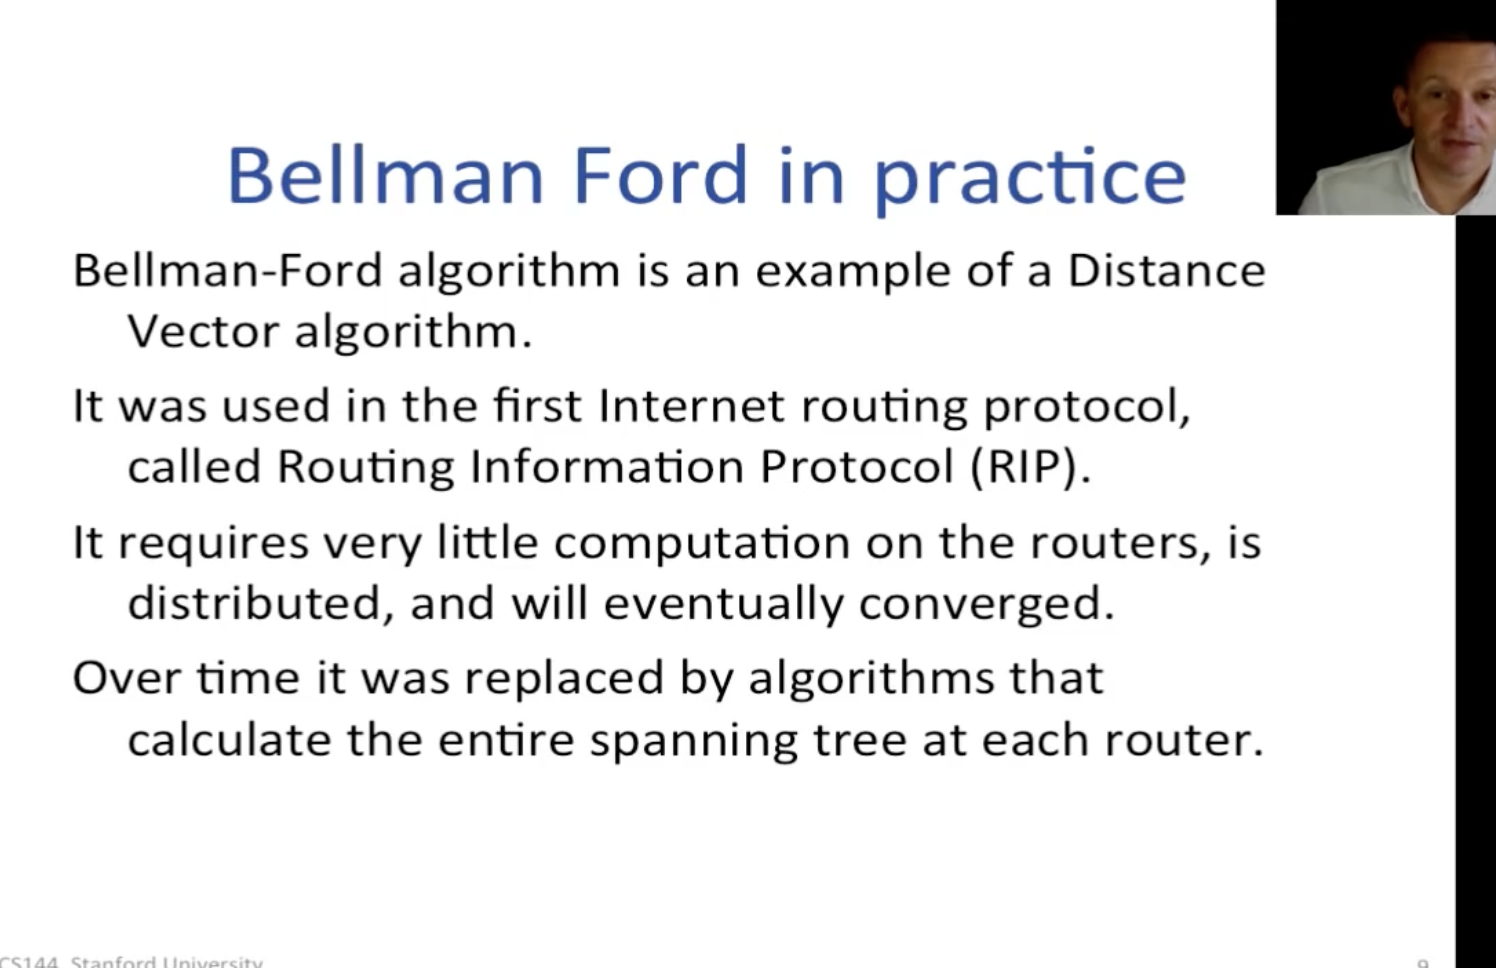 Bellman Ford in practice
Bellman-Ford algorithm is an example of a Distance
Vector algorithm.
It was used in the first Internet routing protocol,
called Routing Information Protocol (RIP).
It requires very little computation on the routers, is
distributed, and will eventually converged.
Over time it was replaced by algorithms that
calculate the entire spanning tree at each router.
CS144, Stanford University
9